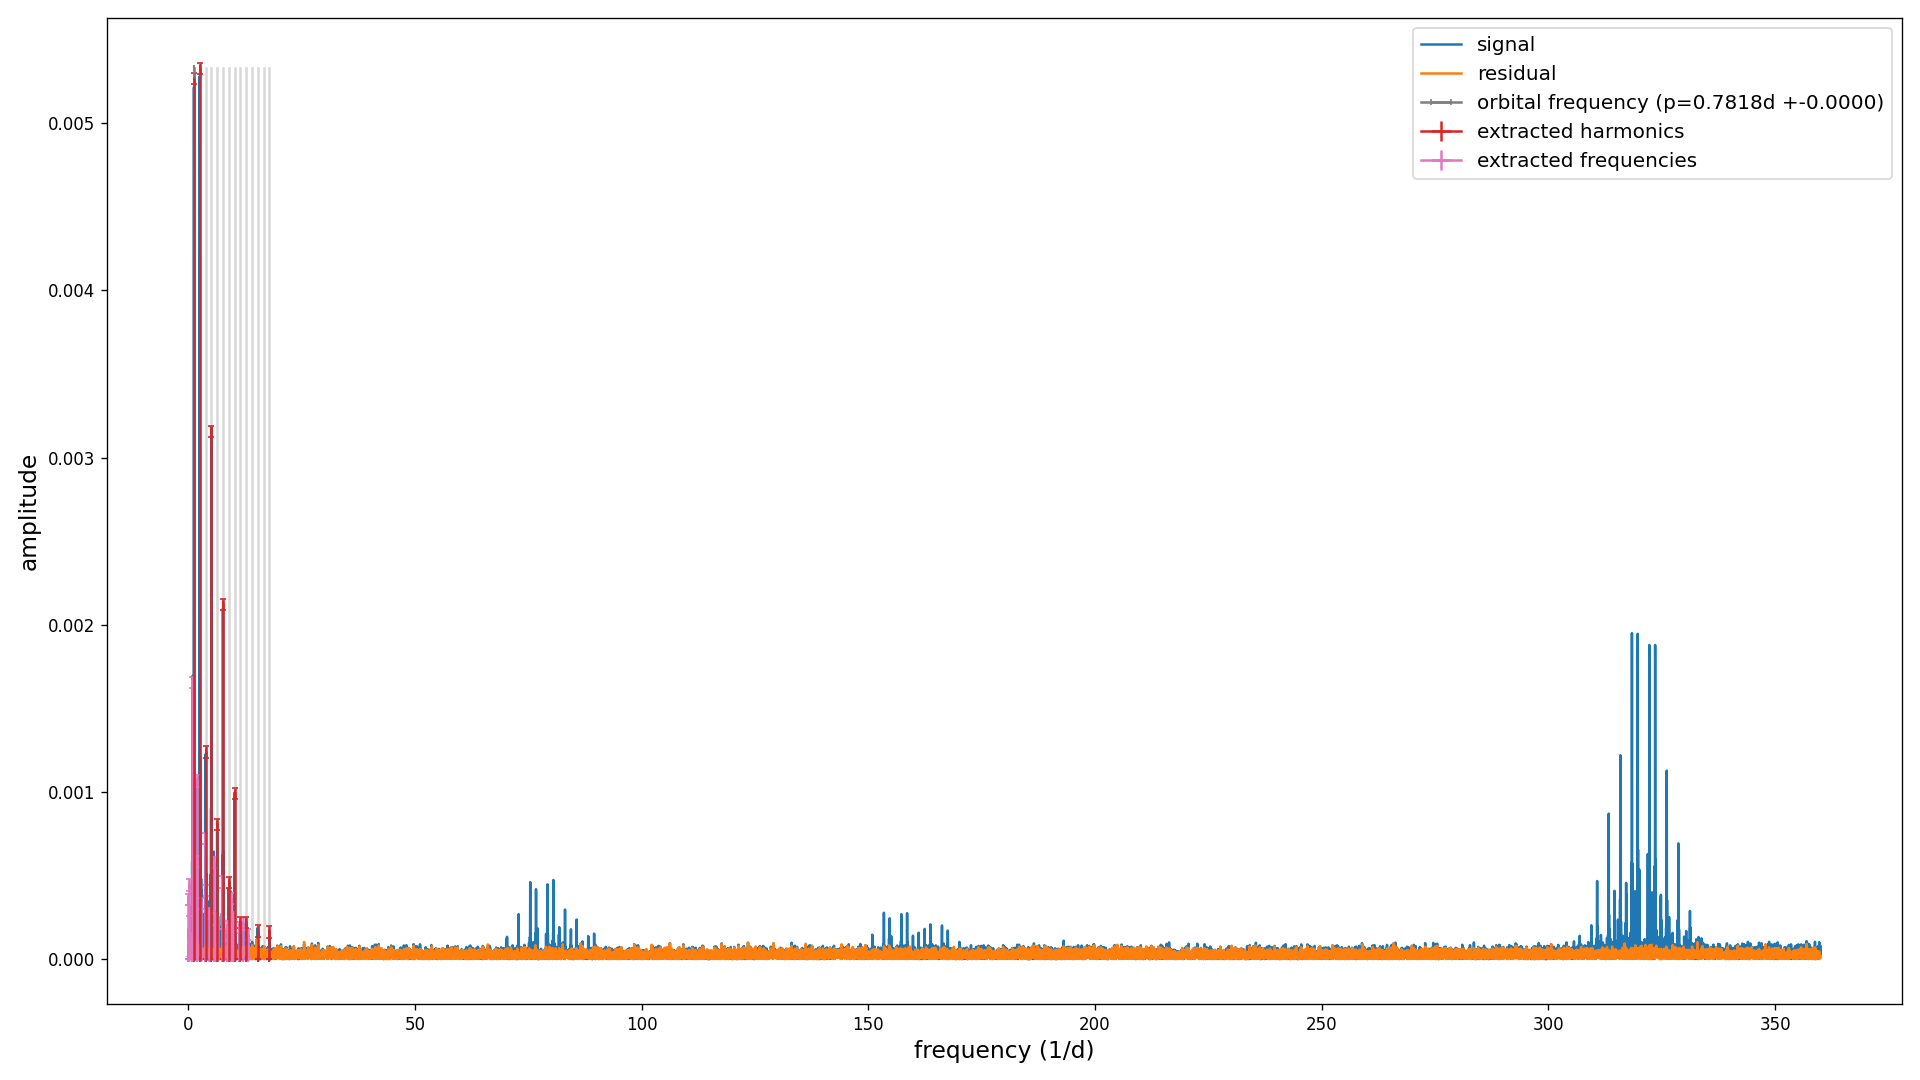 signal
residual
orbital frequency (p=0.7818d +-0.0000)
extracted harmonics
extracted frequencies
amplitude
0.005
0.004
0.003
0.002
0.001
0.000
0
50
100
150
200
250
300
350
frequency (1/d)